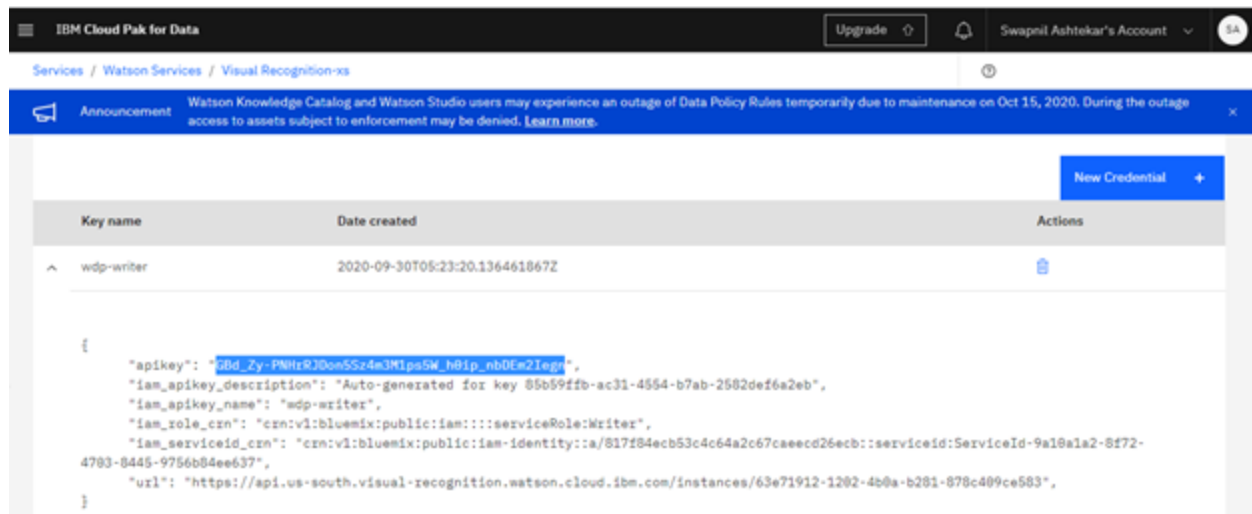 IBM Cloud Pak for Data
Upgrade
Swapnil Ashtekar's Account
SA
Services / Watson Services / Visual Recognition-xs
Announcement
Watson Knowledge Catalog and Watson Studio users may experience an outage of Data Policy Rules temporarily due to maintenance on Oct 15, 2020. During the outage
access to assets subject to enforcement may be denied. Learn more.
New Credential +
Key name Date created Actions
wdp-writer 2020-09-30T05:23:20.136461867Z
{
"apikey": "",
"iam_apikey_description": "Auto-generated for key 85b59ffb-ac31-4554-b7ab-2582def6a2eb",
"iam_apikey_name": "wdp-writer",
"iam_role_crn": "crn:v1:bluemix:public:iam::::serviceRole:Writer",
"iam_serviceid_crn": "crn:v1:bluemix:public:iam-identity::a/817f84ecb53c4c64a2c67caeecd26ecb::serviceid:ServiceId-9a10a1a2-8f72-
4703-8445-9756b84ee637",
"url": "https://api.us-south.visual-recognition.watson.cloud.ibm.com/instances/63e71912-1202-4b0a-b281-878c409ce583",
}